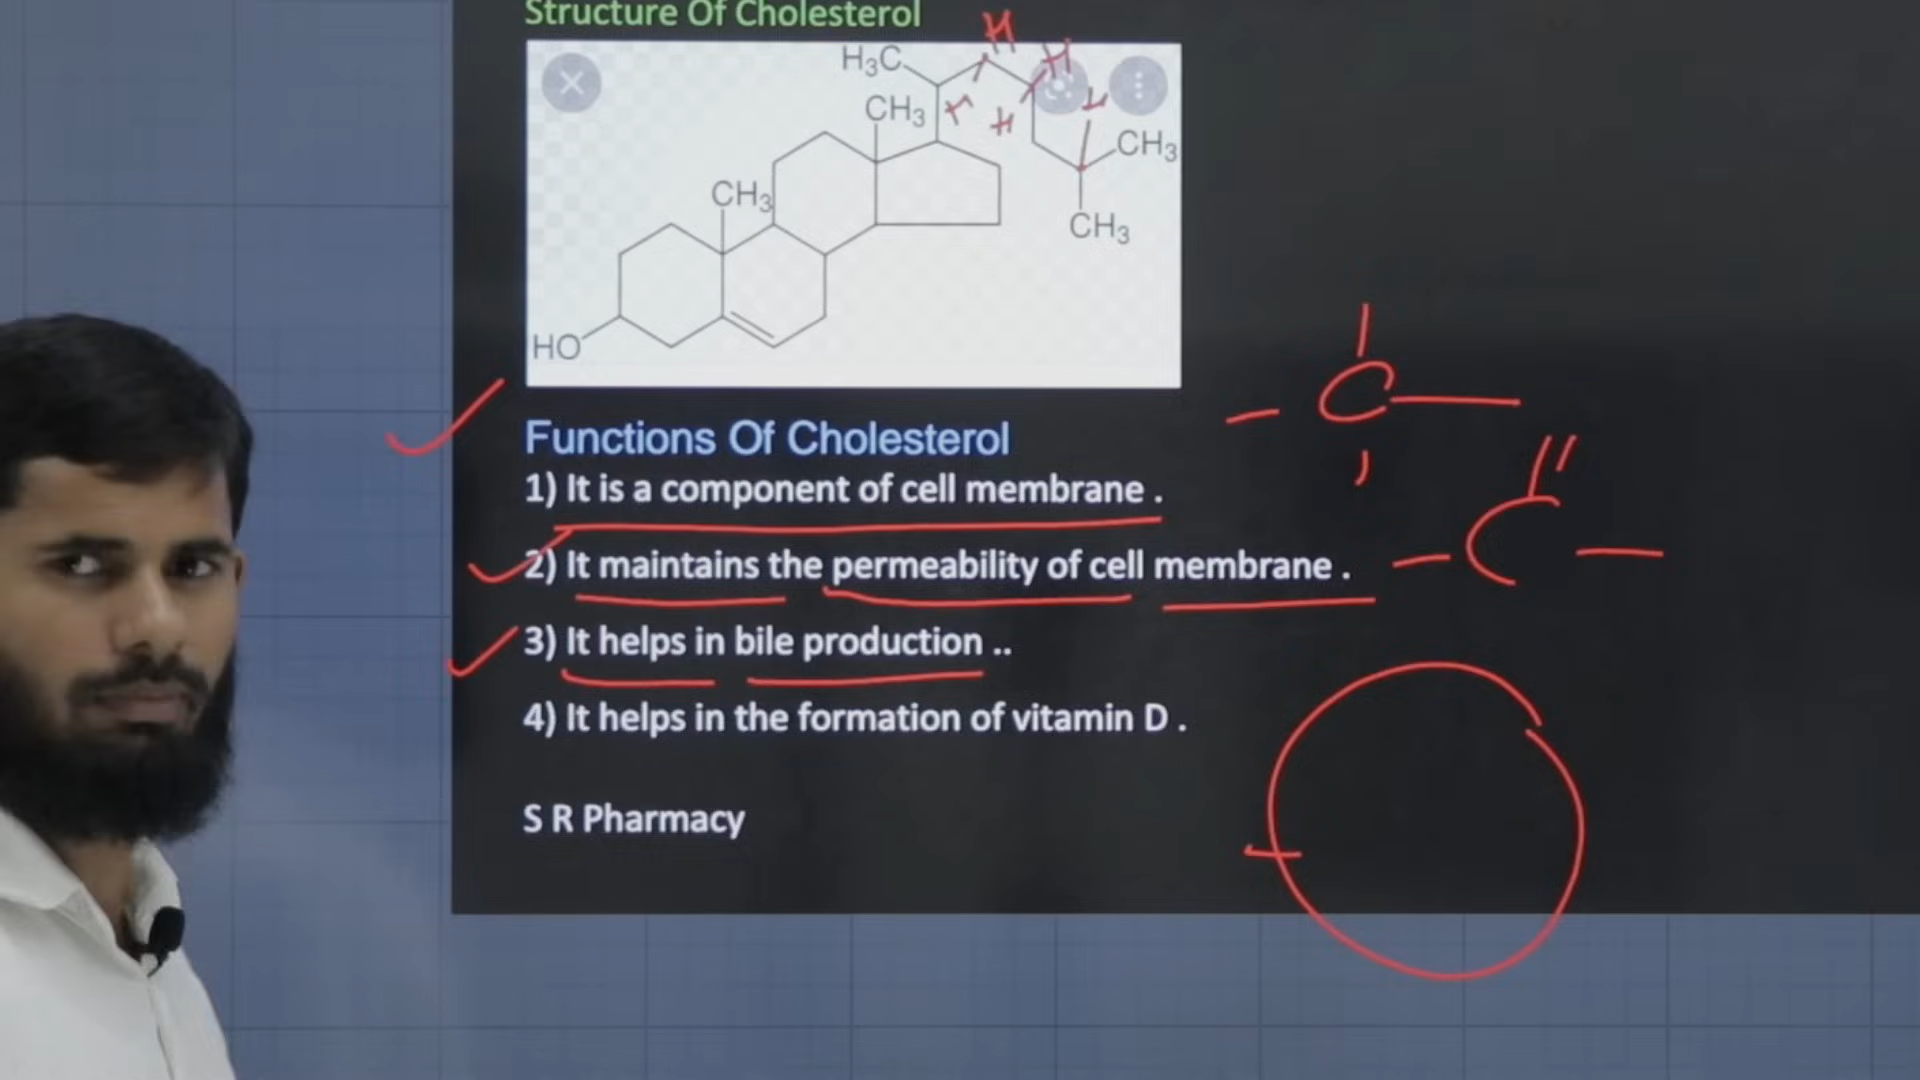 Structure Of Cholesterol
H
H
H₃C
CH₃
H
CH₃
CH₃
CH₃
HO
C
Functions Of Cholesterol
1) It is a component of cell membrane .
C
2) It maintains the permeability of cell membrane .
3) It helps in bile production ..
4) It helps in the formation of vitamin D .
S R Pharmacy